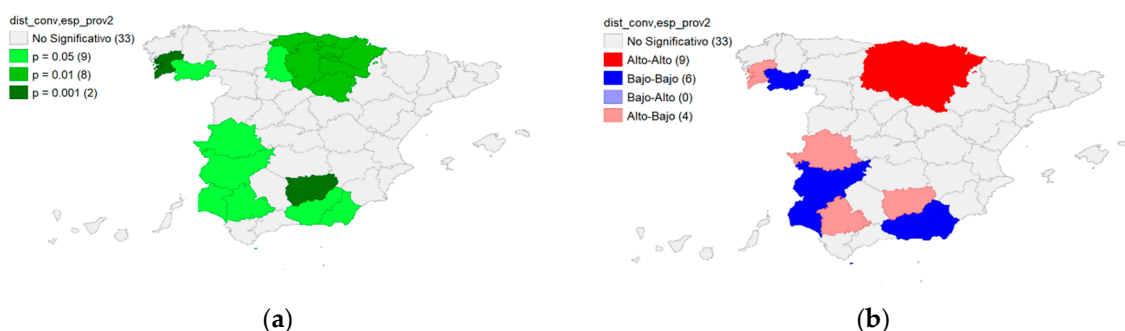 dist_conv,esp_prov2
No Significativo (33)
p = 0.05 (9)
p = 0.01 (8)
p = 0.001 (2)
(a)
dist_conv,esp_prov2
No Significativo (33)
Alto-Alto (9)
Bajo-Bajo (6)
Bajo-Alto (0)
Alto-Bajo (4)
(b)